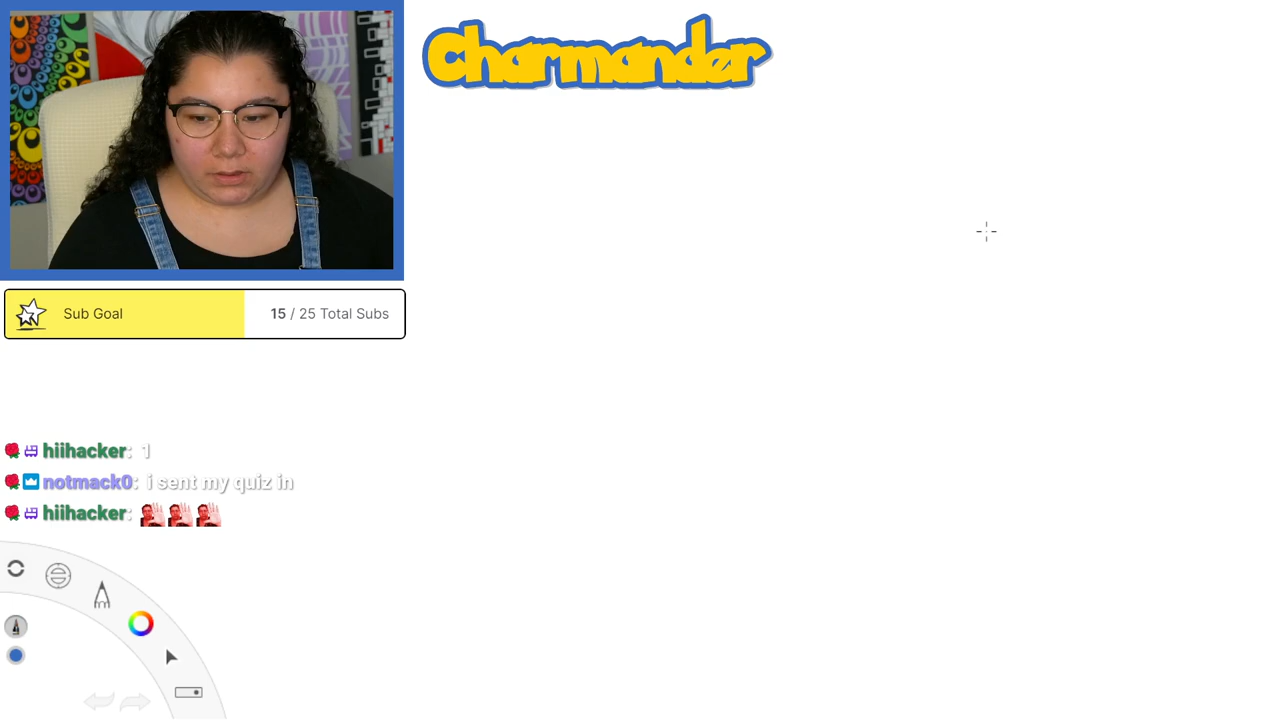 Charmander
Sub Goal 15 / 25 Total Subs
hiihacker: 1
notmack0: i sent my quiz in
hiihacker: